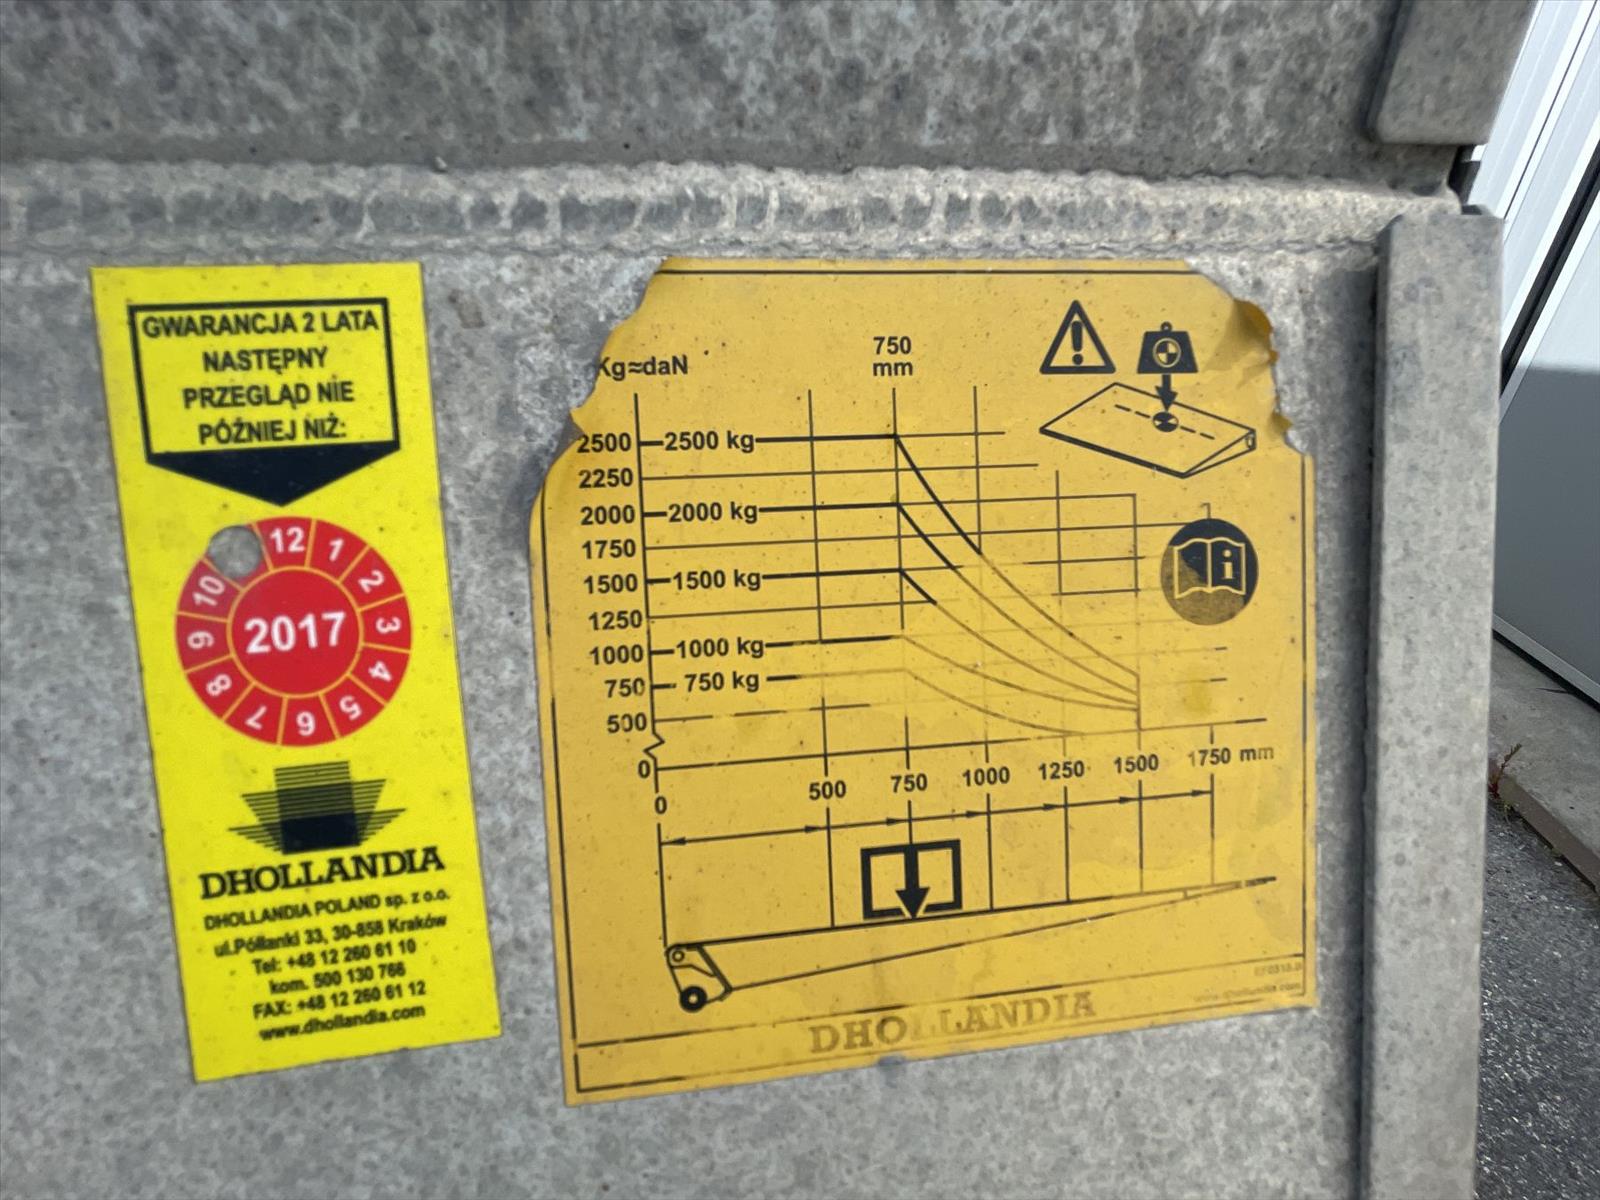 GWARANCJA 2 LATA
NASTĘPNY
PRZEGLĄD NIE
PÓŹNIEJ NIŻ:
12 1 2 3 4 5 6 7 8 9 10
2017
DHOLLANDIA
DHOLLANDIA POLAND sp. z o.o.
ul.Półłanki 33, 30-858 Kraków
Tel: +48 12 260 61 10
kom. 500 130 766
FAX: +48 12 260 61 12
www.dhollandia.com
Kg≈daN
750
mm
2500 2500 kg
2250
2000 2000 kg
1750
1500 1500 kg
1250
1000 1000 kg
750 750 kg
500
0
0 500 750 1000 1250 1500 1750 mm
i
DHOLLANDIA
www.dhollandia.com